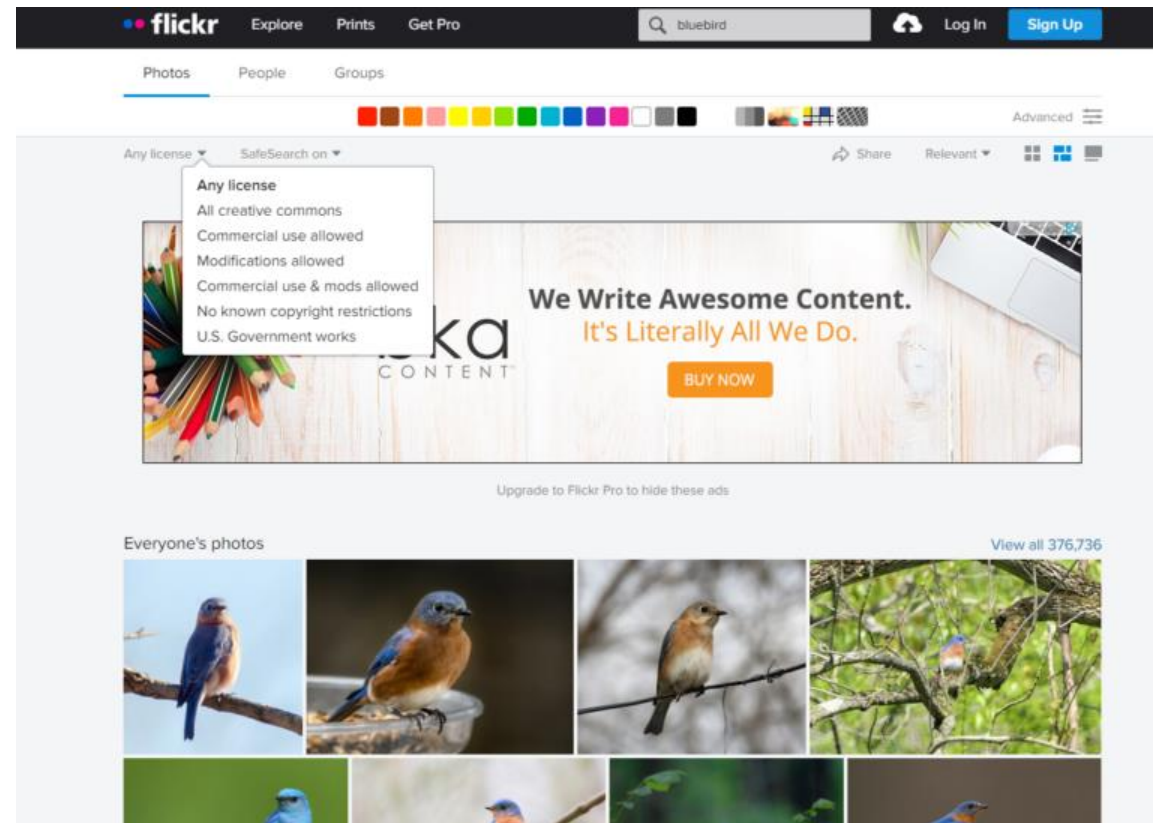 flickr Explore Prints Get Pro bluebird Log In Sign Up
Photos People Groups
Advanced
Any license SafeSearch on Share Relevant
Any license
All creative commons
Commercial use allowed
Modifications allowed
Commercial use & mods allowed
No known copyright restrictions
U.S. Government works
We Write Awesome Content.
It's Literally All We Do.
CONTENT
BUY NOW
Upgrade to Flickr Pro to hide these ads
Everyone's photos View all 376,736